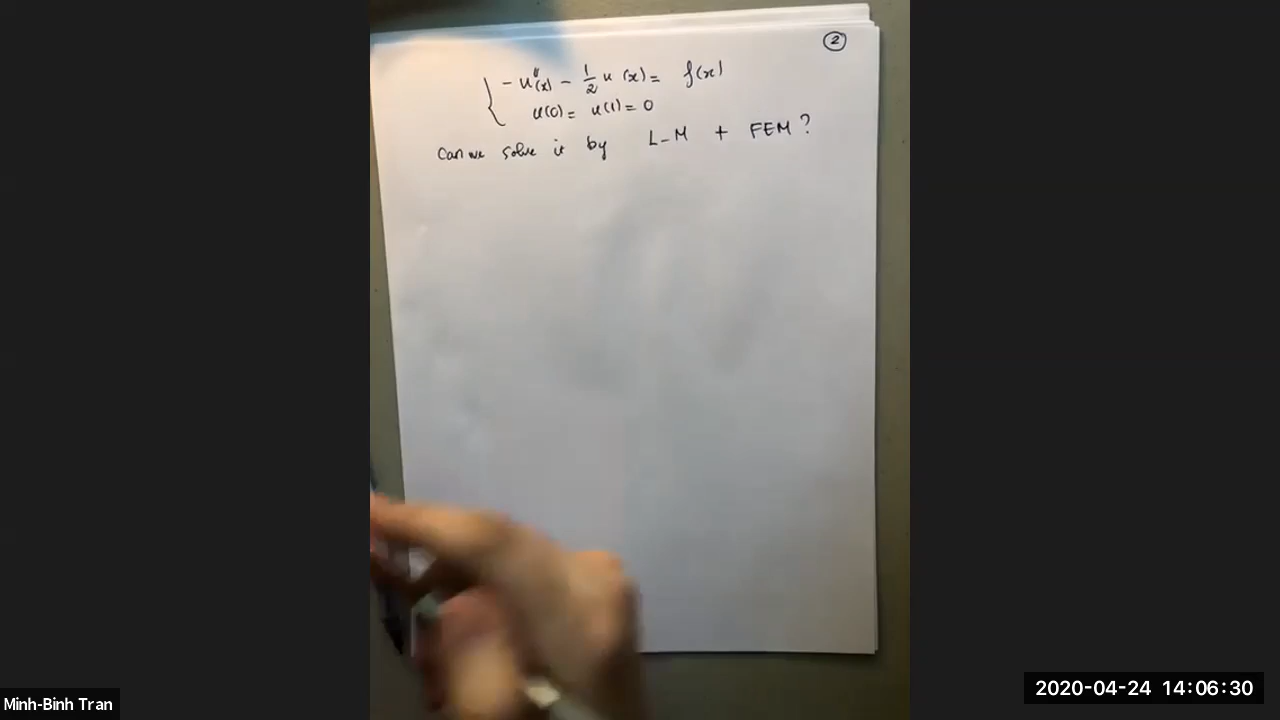 ②
- u''(x) - 1/2 u (x) = f(x)
u(0) = u(1) = 0
Can we solve it by L-M + FEM?
Minh-Binh Tran
2020-04-24 14:06:30